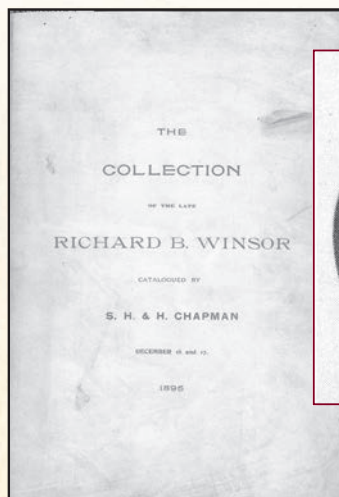 THE
COLLECTION
OF THE LATE
RICHARD B. WINSOR
CATALOGUED BY
S. H. & H. CHAPMAN
DECEMBER 16 and 17.
1895